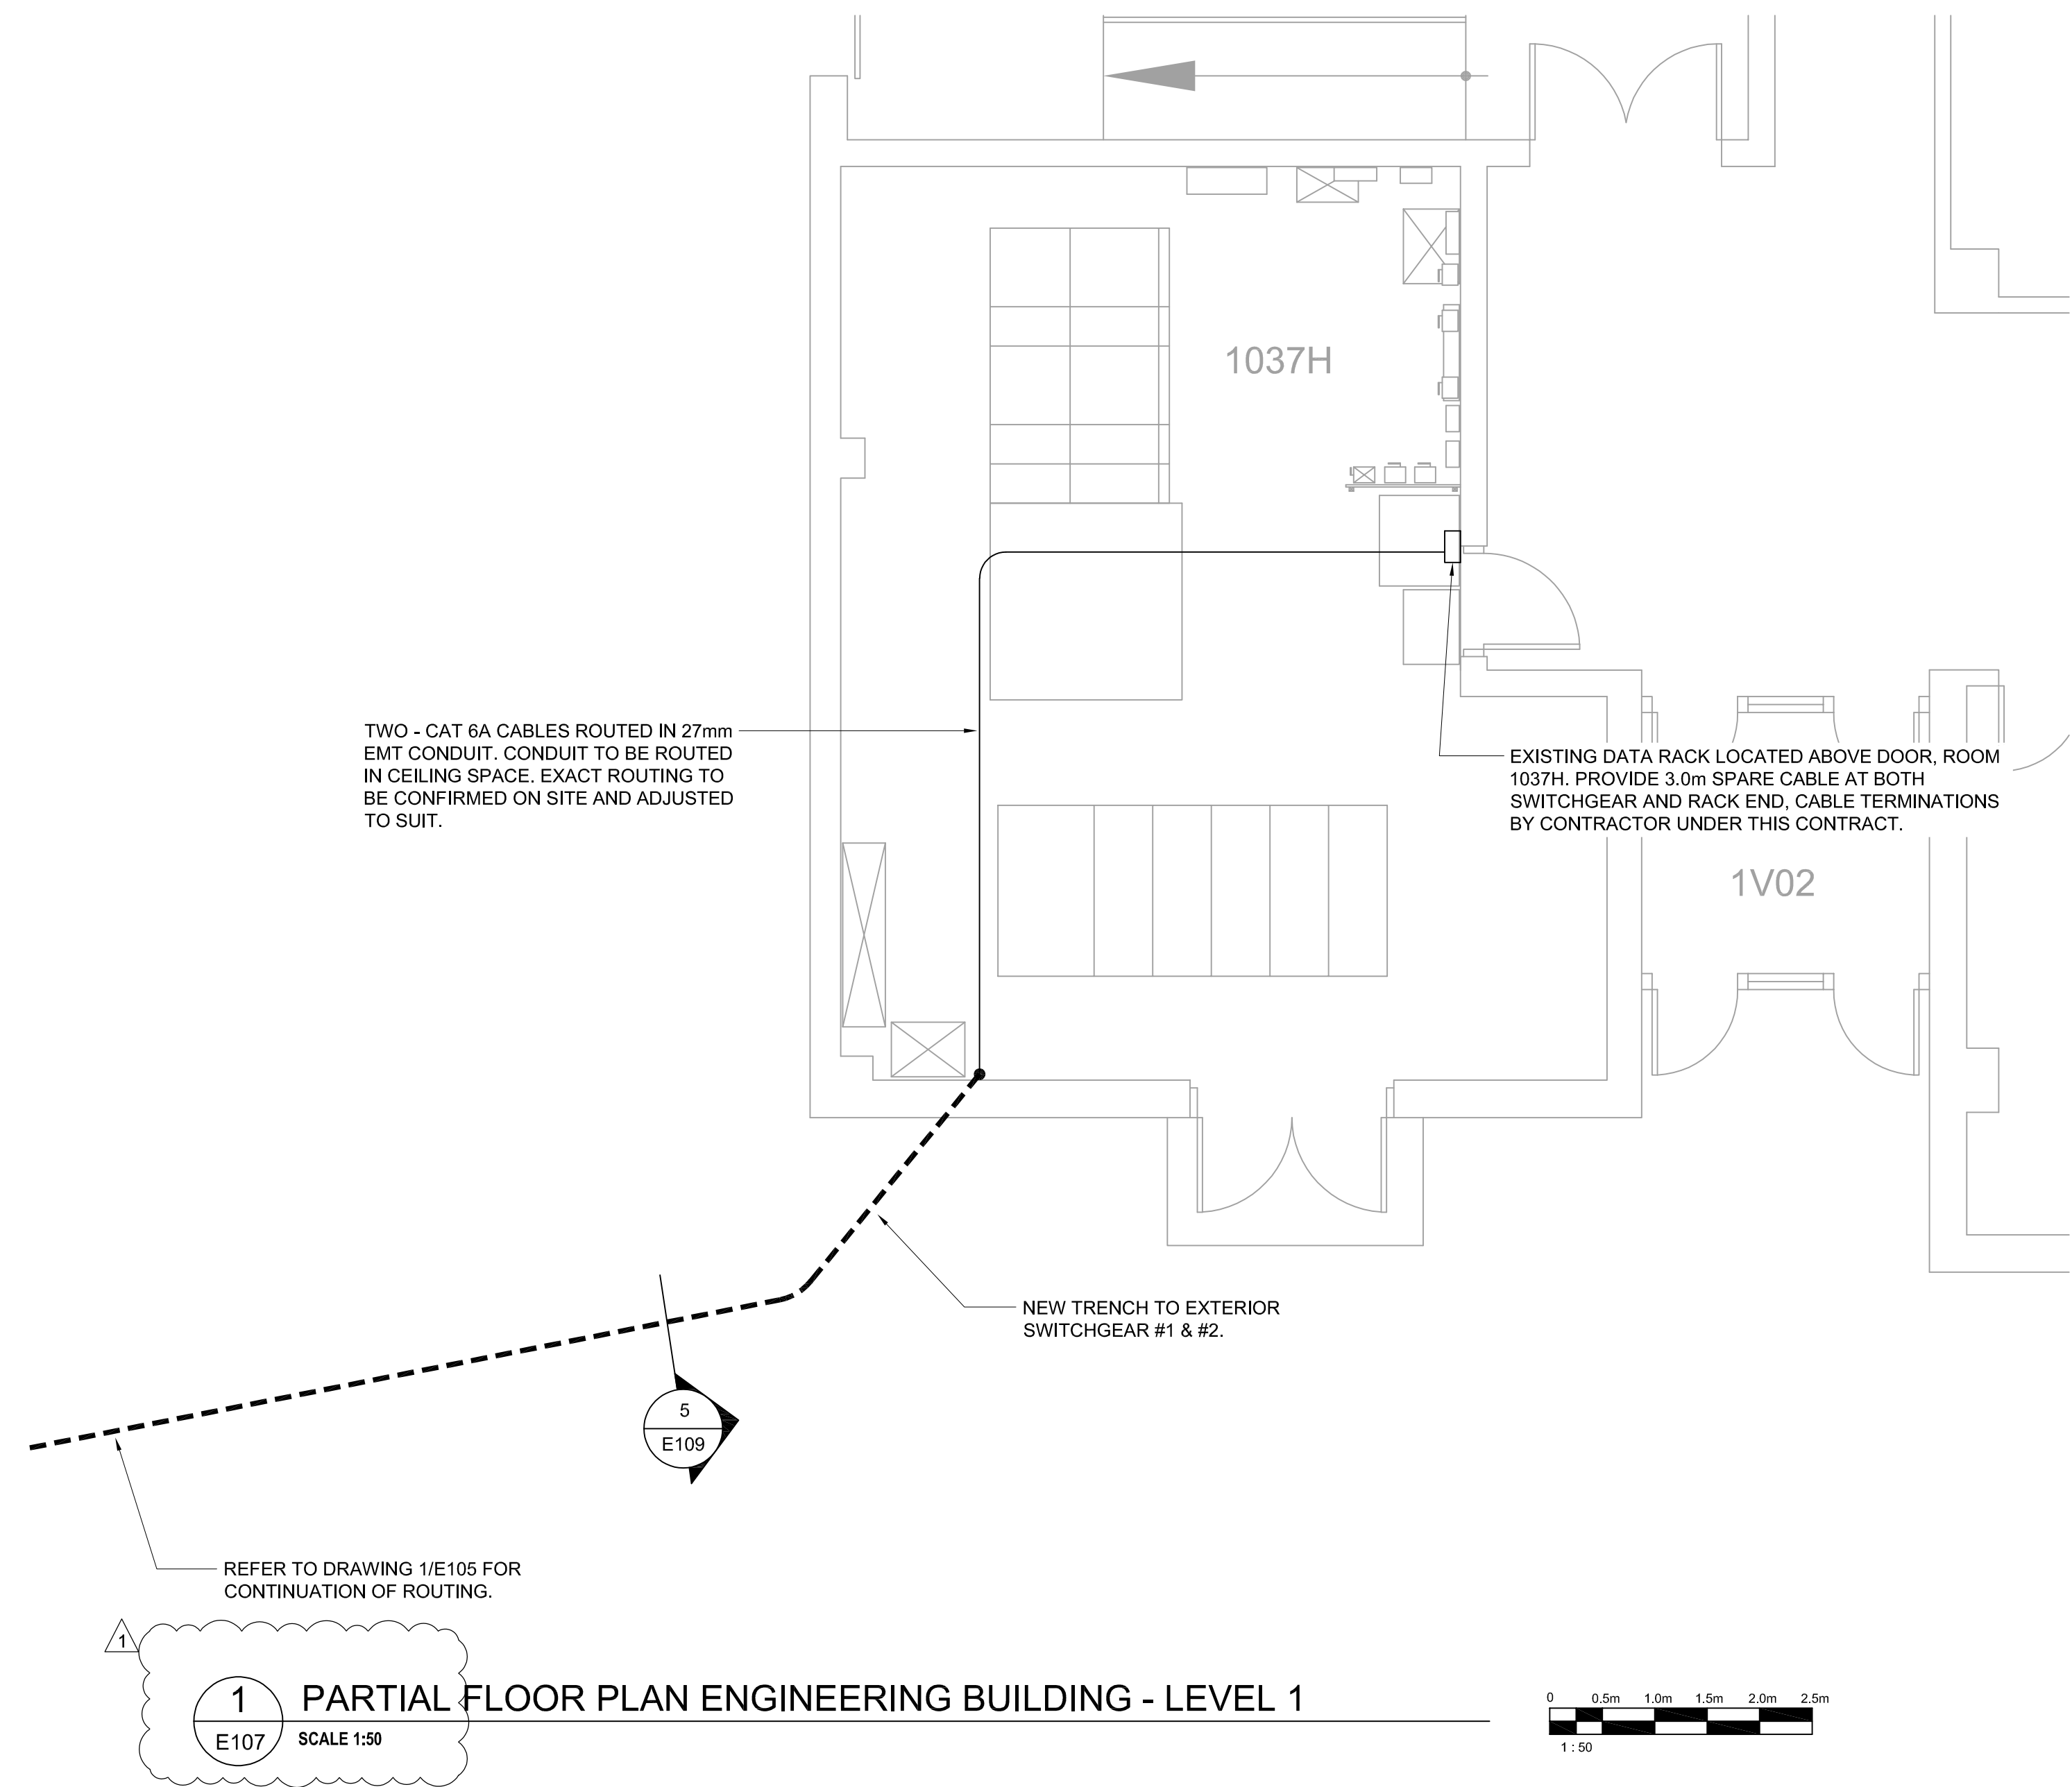 1037H
TWO - CAT 6A CABLES ROUTED IN 27mm
EMT CONDUIT. CONDUIT TO BE ROUTED
IN CEILING SPACE. EXACT ROUTING TO
BE CONFIRMED ON SITE AND ADJUSTED
TO SUIT.
EXISTING DATA RACK LOCATED ABOVE DOOR, ROOM
1037H. PROVIDE 3.0m SPARE CABLE AT BOTH
SWITCHGEAR AND RACK END, CABLE TERMINATIONS
BY CONTRACTOR UNDER THIS CONTRACT.
1V02
NEW TRENCH TO EXTERIOR
SWITCHGEAR #1 & #2.
5
E109
REFER TO DRAWING 1/E105 FOR
CONTINUATION OF ROUTING.
1
1
E107
PARTIAL FLOOR PLAN ENGINEERING BUILDING - LEVEL 1
SCALE 1:50
0 0.5m 1.0m 1.5m 2.0m 2.5m
1 : 50